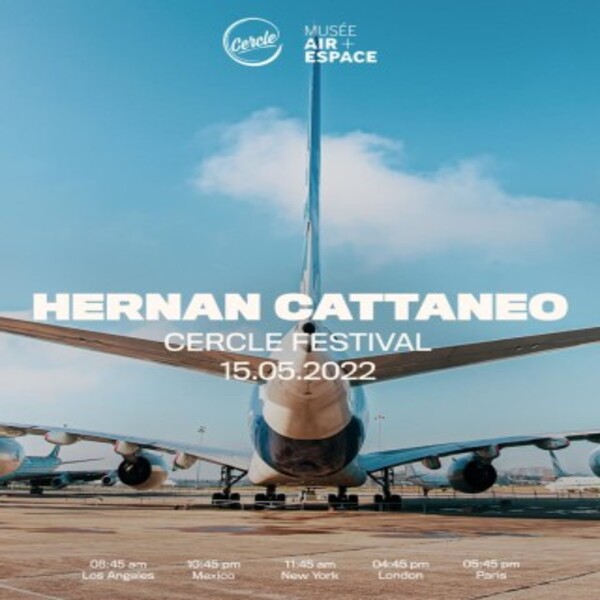 Cercle
MUSÉE
AIR +
ESPACE
HERNAN CATTANEO
CERCLE FESTIVAL
15.05.2022
08:45 am
Los Angeles
10:45 pm
Mexico
11:45 am
New York
04:45 pm
London
05:45 pm
Paris